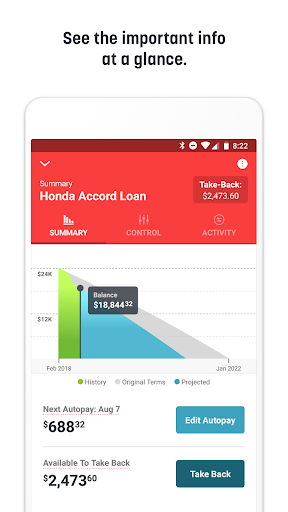 See the important info
at a glance.
8:22
Summary
Honda Accord Loan
Take-Back:
$2,473.60
SUMMARY
CONTROL
ACTIVITY
$24K
$12K
Balance
$18,844.32
Feb 2018
Jan 2022
History
Original Terms
Projected
Next Autopay: Aug 7
$688.32
Edit Autopay
Available To Take Back
$2,473.60
Take Back